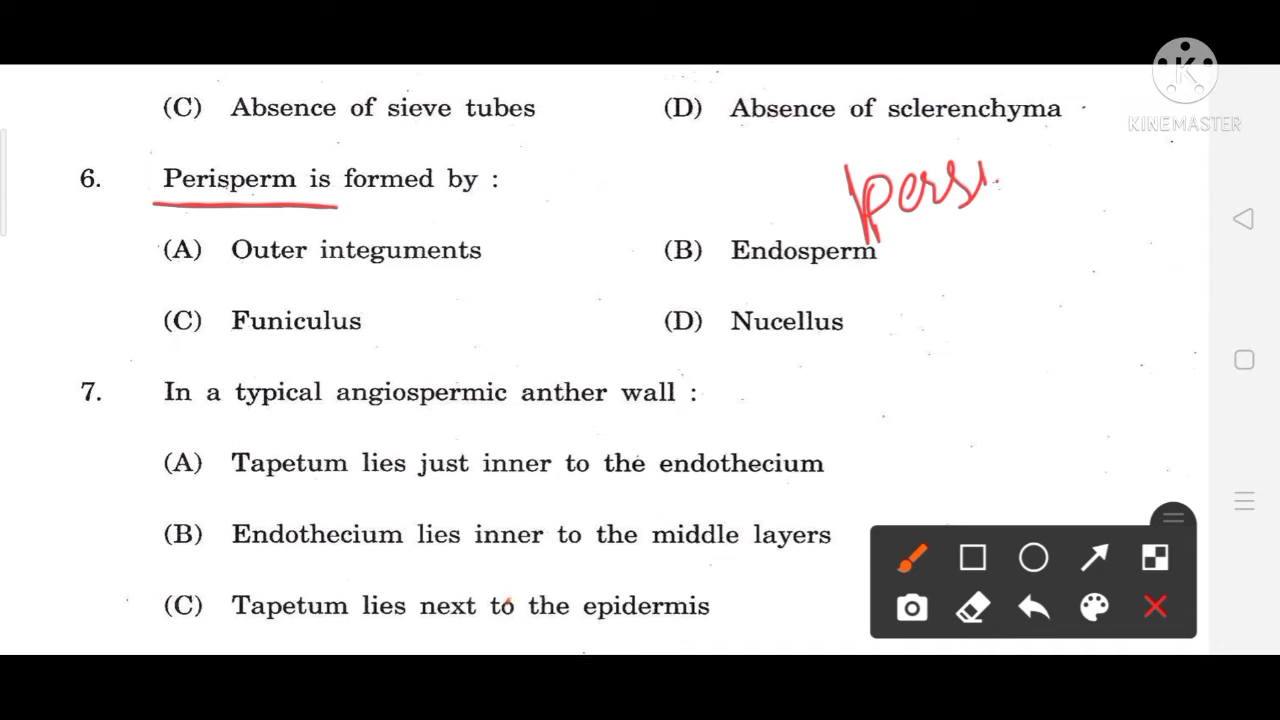 K
KINEMASTER
(C) Absence of sieve tubes (D) Absence of sclerenchyma
6. Perisperm is formed by :
persi
(A) Outer integuments (B) Endosperm
(C) Funiculus (D) Nucellus
7. In a typical angiospermic anther wall :
(A) Tapetum lies just inner to the endothecium
(B) Endothecium lies inner to the middle layers
(C) Tapetum lies next to the epidermis